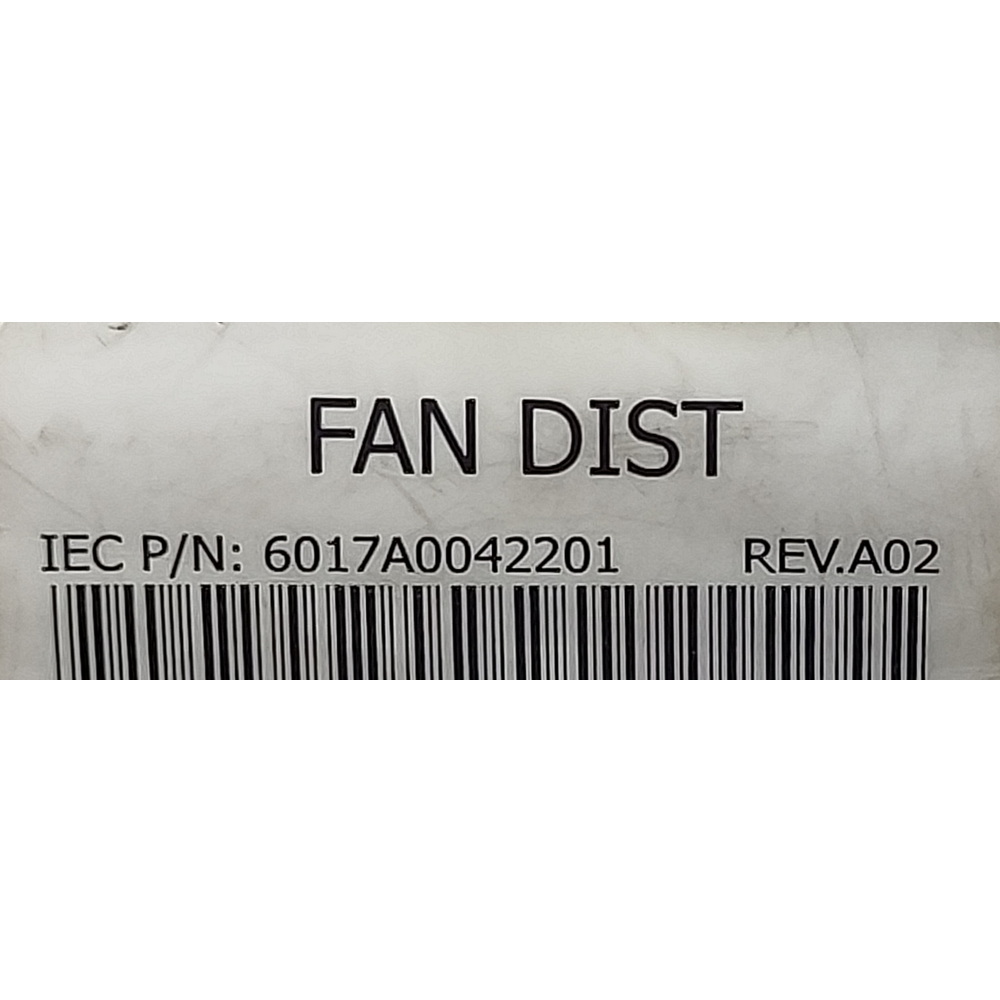 FAN DIST
IEC P/N: 6017A0042201 REV.A02